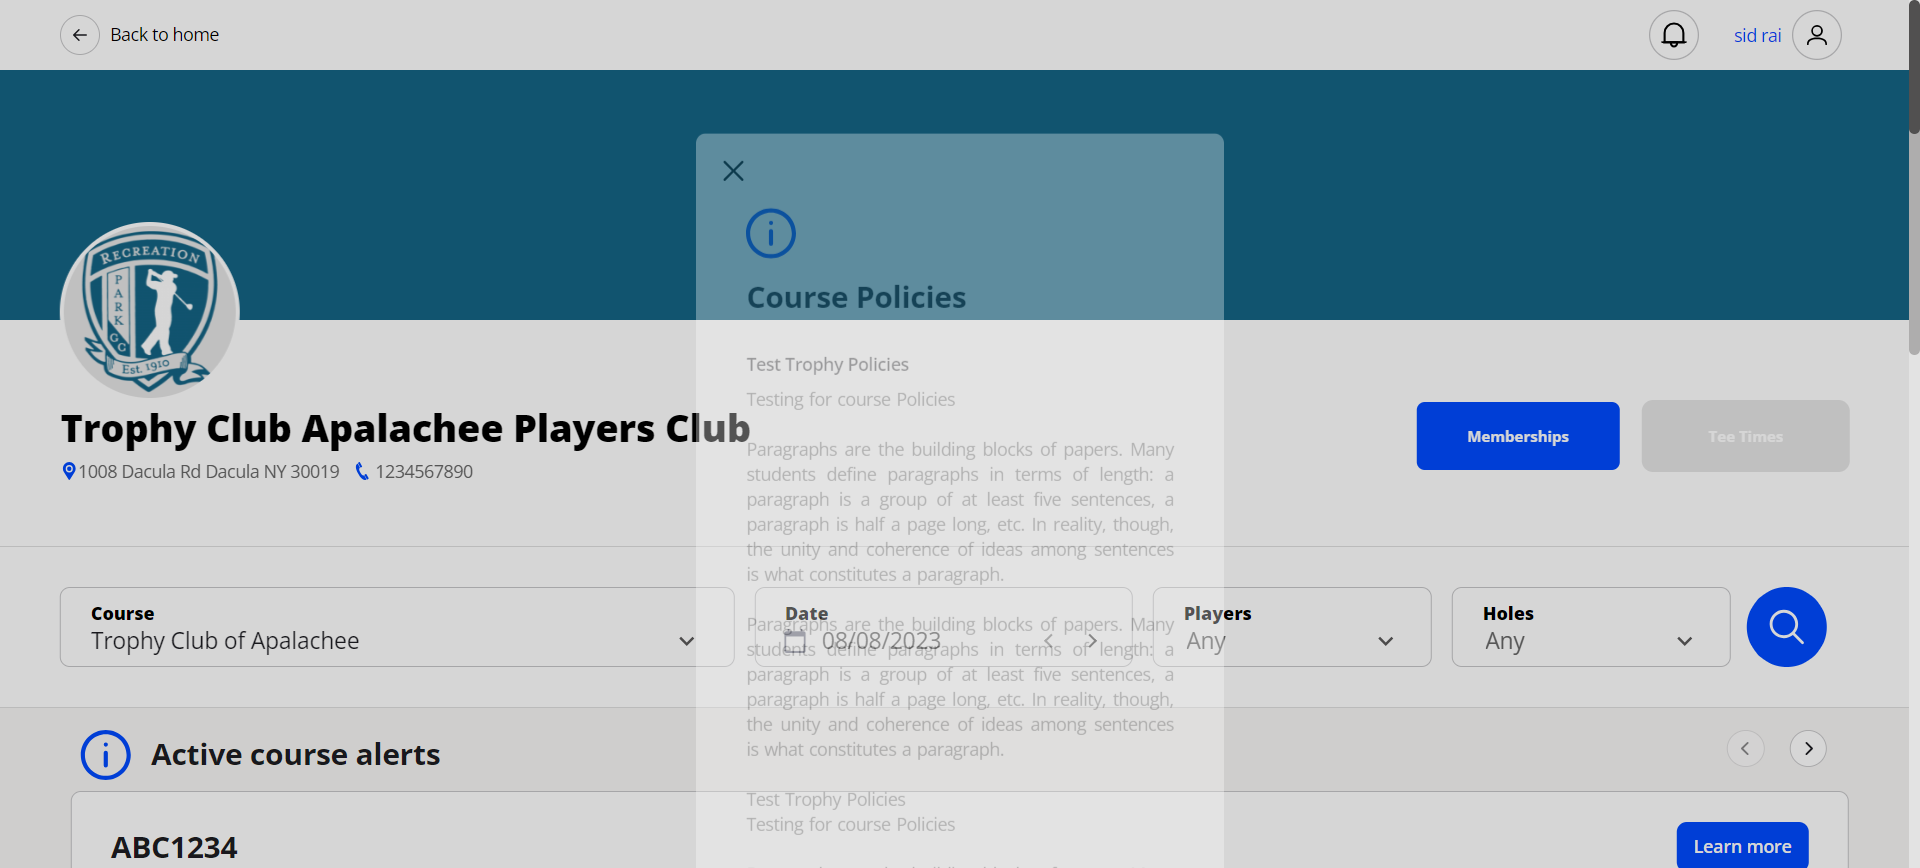 Back to home
sid rai
RECREATION
PARK GC
Est. 1910
Course Policies
Test Trophy Policies
Testing for course Policies
Trophy Club Apalachee Players Club
1008 Dacula Rd Dacula NY 30019 1234567890
Memberships
Tee Times
Paragraphs are the building blocks of papers. Many
students define paragraphs in terms of length: a
paragraph is a group of at least five sentences, a
paragraph is half a page long, etc. In reality, though,
the unity and coherence of ideas among sentences
is what constitutes a paragraph.
Course
Trophy Club of Apalachee
Date
08/08/2023
Players
Any
Holes
Any
Paragraphs are the building blocks of papers. Many
students define paragraphs in terms of length: a
paragraph is a group of at least five sentences, a
paragraph is half a page long, etc. In reality, though,
the unity and coherence of ideas among sentences
is what constitutes a paragraph.
Active course alerts
Test Trophy Policies
Testing for course Policies
ABC1234
Learn more